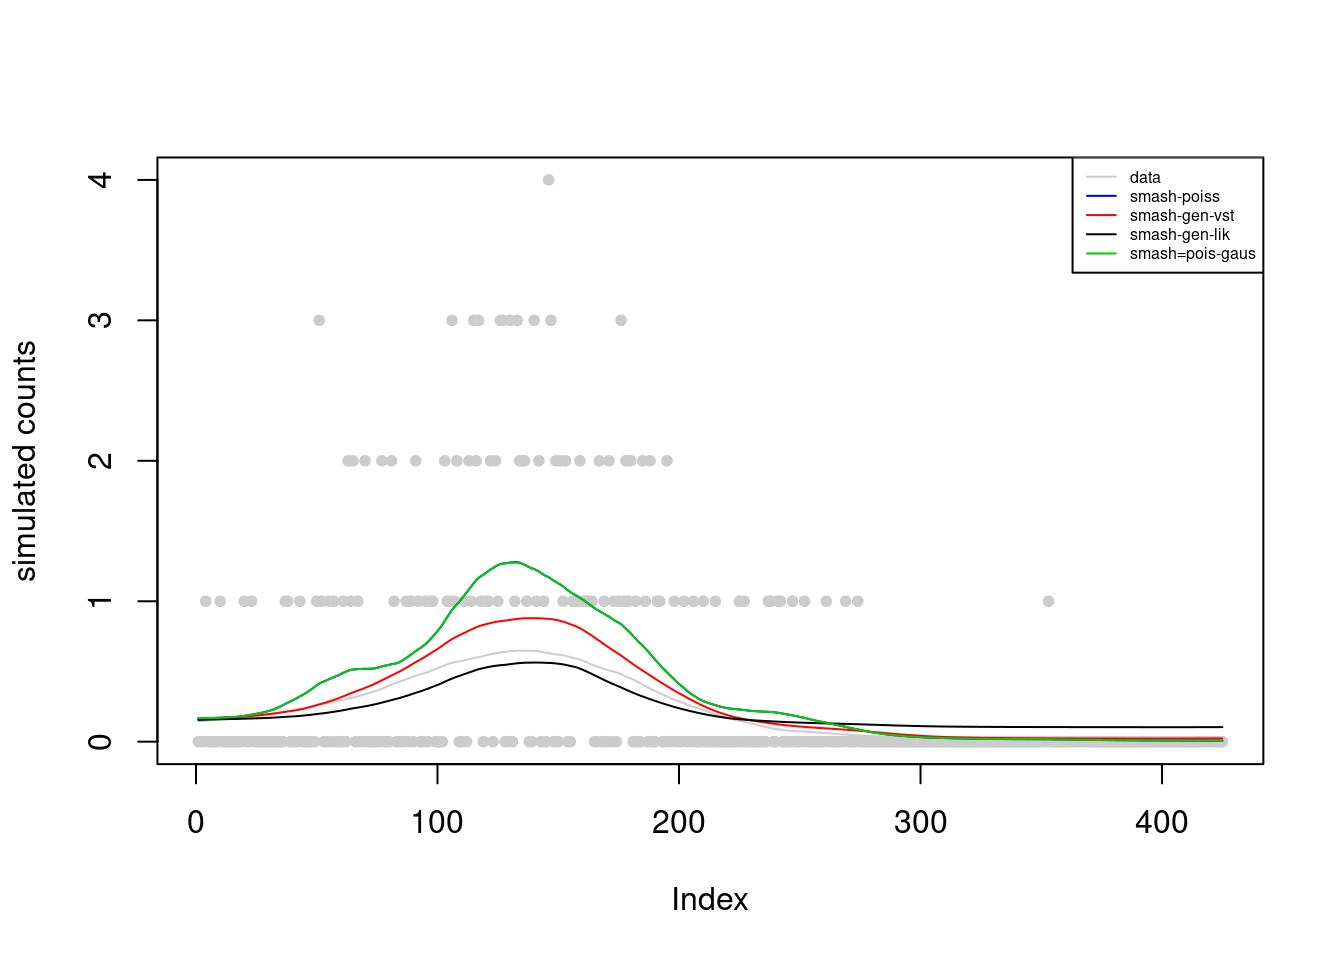 data
smash-poiss
smash-gen-vst
smash-gen-lik
smash=pois-gaus
4
3
2
1
0
simulated counts
0 100 200 300 400
Index